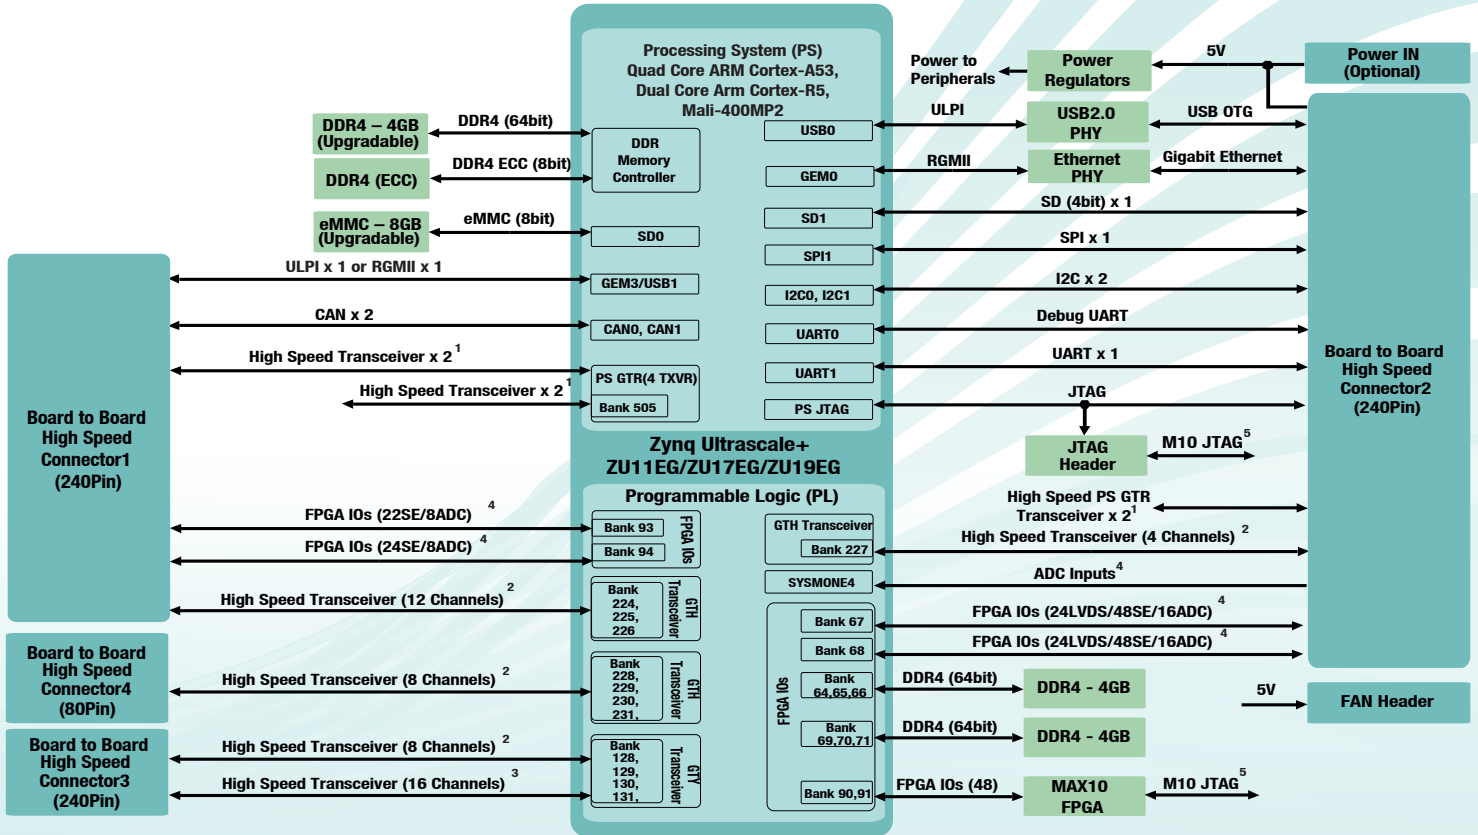 Processing System (PS)
Quad Core ARM Cortex-A53,
Dual Core Arm Cortex-R5,
Mali-400MP2
DDR4 – 4GB
(Upgradable)
DDR4 (64bit)
DDR4 (ECC)
DDR4 ECC (8bit)
DDR
Memory
Controller
eMMC – 8GB
(Upgradable)
eMMC (8bit)
SD0
ULPI x 1 or RGMII x 1
GEM3/USB1
CAN x 2
CAN0, CAN1
High Speed Transceiver x 2 1
PS GTR(4 TXVR)
High Speed Transceiver x 2 1
Bank 505
Board to Board
High Speed
Connector1
(240Pin)
USB0
GEM0
SD1
SPI1
I2C0, I2C1
UART0
UART1
PS JTAG
Power to
Peripherals
Power
Regulators
5V
Power IN
(Optional)
ULPI
USB2.0
PHY
USB OTG
RGMII
Ethernet
PHY
Gigabit Ethernet
SD (4bit) x 1
SPI x 1
I2C x 2
Debug UART
UART x 1
JTAG
JTAG
Header
M10 JTAG5
Board to Board
High Speed
Connector2
(240Pin)
Zynq Ultrascale+
ZU11EG/ZU17EG/ZU19EG
Programmable Logic (PL)
FPGA IOs (22SE/8ADC) 4
Bank 93
FPGA IOs (24SE/8ADC) 4
Bank 94
FPGA IOs
High Speed Transceiver (12 Channels) 2
Bank
224,
225,
226
GTH
Transceiver
Board to Board
High Speed
Connector4
(80Pin)
High Speed Transceiver (8 Channels) 2
Bank
228,
229,
230,
231,
GTH
Transceiver
Board to Board
High Speed
Connector3
(240Pin)
High Speed Transceiver (8 Channels) 2
High Speed Transceiver (16 Channels) 3
Bank
128,
129,
130,
131,
GTY
Transceiver
High Speed PS GTR
Transceiver x 21
GTH Transceiver
Bank 227
High Speed Transceiver (4 Channels) 2
SYSMONE4
ADC Inputs4
FPGA IOs
Bank 67
FPGA IOs (24LVDS/48SE/16ADC) 4
Bank 68
FPGA IOs (24LVDS/48SE/16ADC) 4
Bank
64,65,66
DDR4 (64bit)
DDR4 - 4GB
Bank
69,70,71
DDR4 (64bit)
DDR4 - 4GB
Bank 90,91
FPGA IOs (48)
MAX10
FPGA
M10 JTAG5
5V
FAN Header